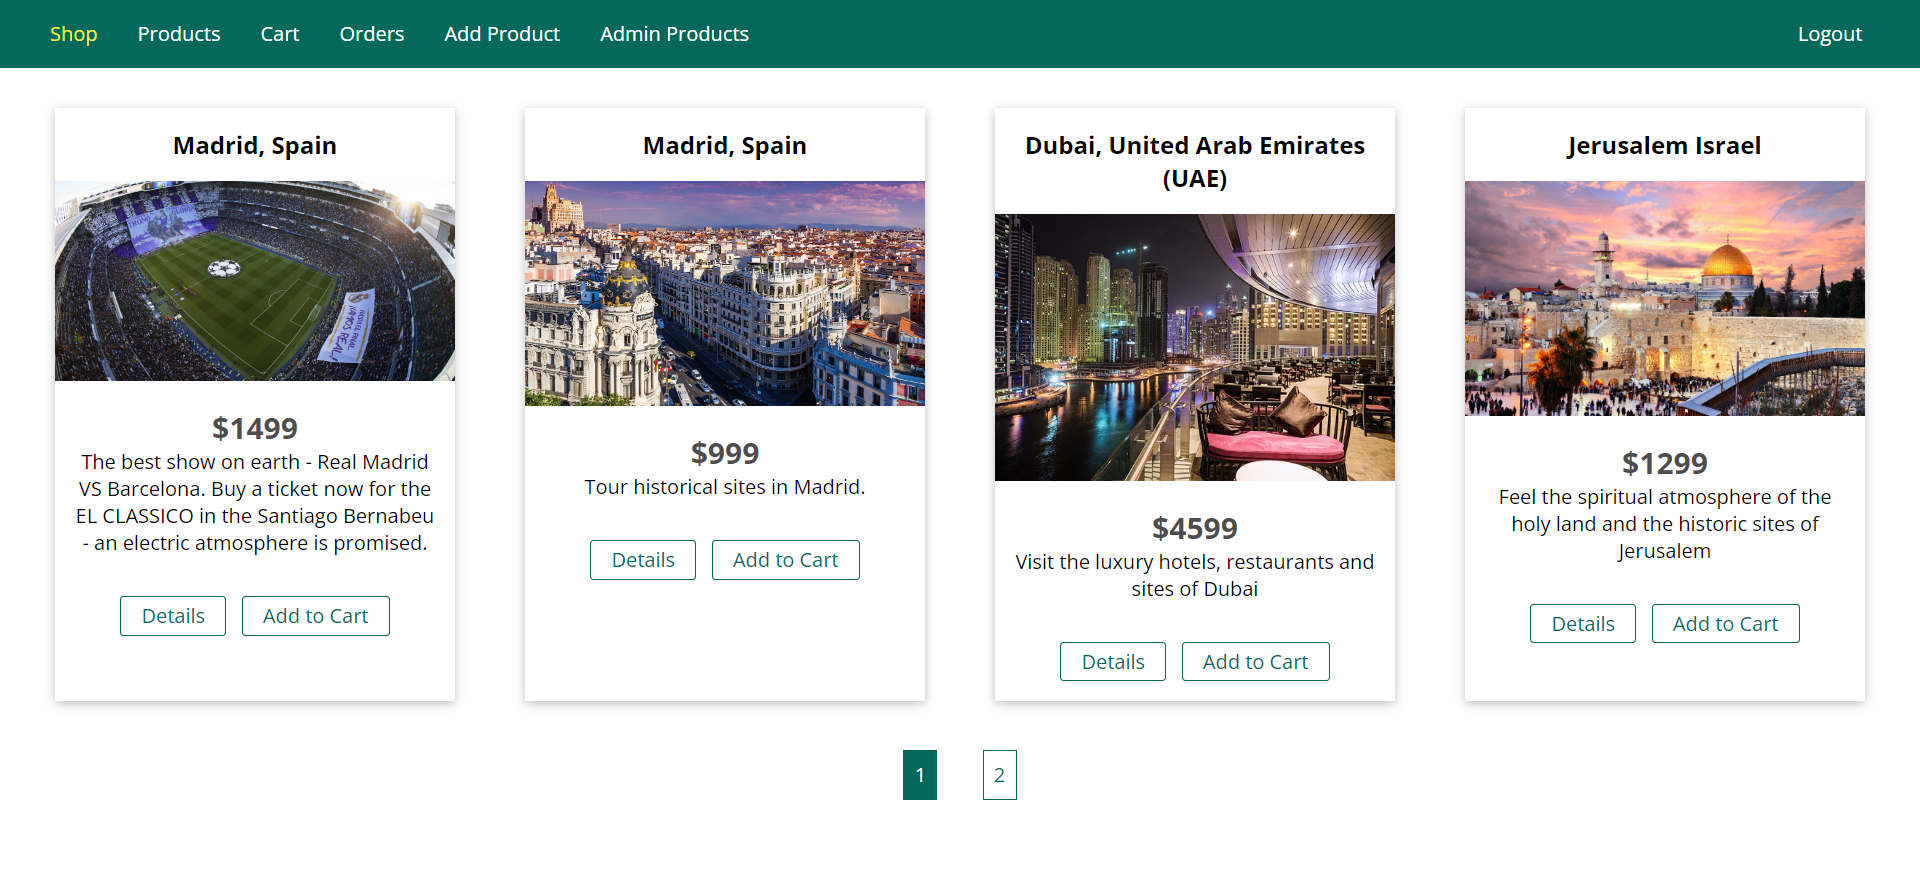 Shop Products Cart Orders Add Product Admin Products Logout
Madrid, Spain
$1499
The best show on earth - Real Madrid
VS Barcelona. Buy a ticket now for the
EL CLASSICO in the Santiago Bernabeu
- an electric atmosphere is promised.
Details Add to Cart
Madrid, Spain
$999
Tour historical sites in Madrid.
Details Add to Cart
Dubai, United Arab Emirates
(UAE)
$4599
Visit the luxury hotels, restaurants and
sites of Dubai
Details Add to Cart
Jerusalem Israel
$1299
Feel the spiritual atmosphere of the
holy land and the historic sites of
Jerusalem
Details Add to Cart
1 2